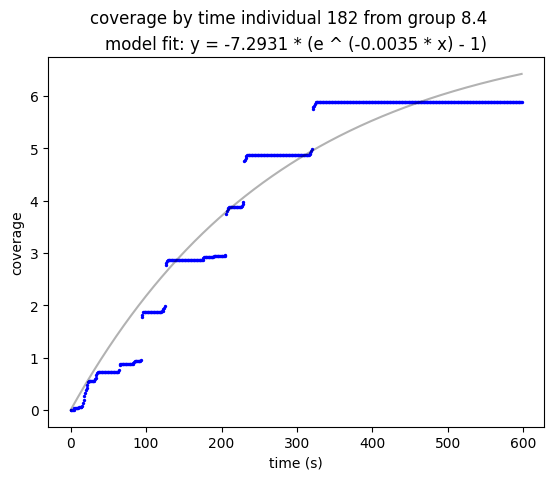 coverage by time individual 182 from group 8.4
model fit: y = -7.2931 * (e ^ (-0.0035 * x) - 1)
6
5
4
3
2
1
0
coverage
0 100 200 300 400 500 600
time (s)